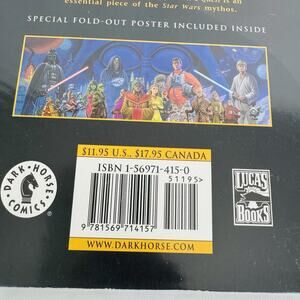 essential piece of the Star Wars mythos.
SPECIAL FOLD-OUT POSTER INCLUDED INSIDE
$11.95 U.S., $17.95 CANADA
ISBN 1-56971-415-0
51195>
9 781569 714157
WWW.DARKHORSE.COM
DARK HORSE COMICS
LUCAS BOOKS